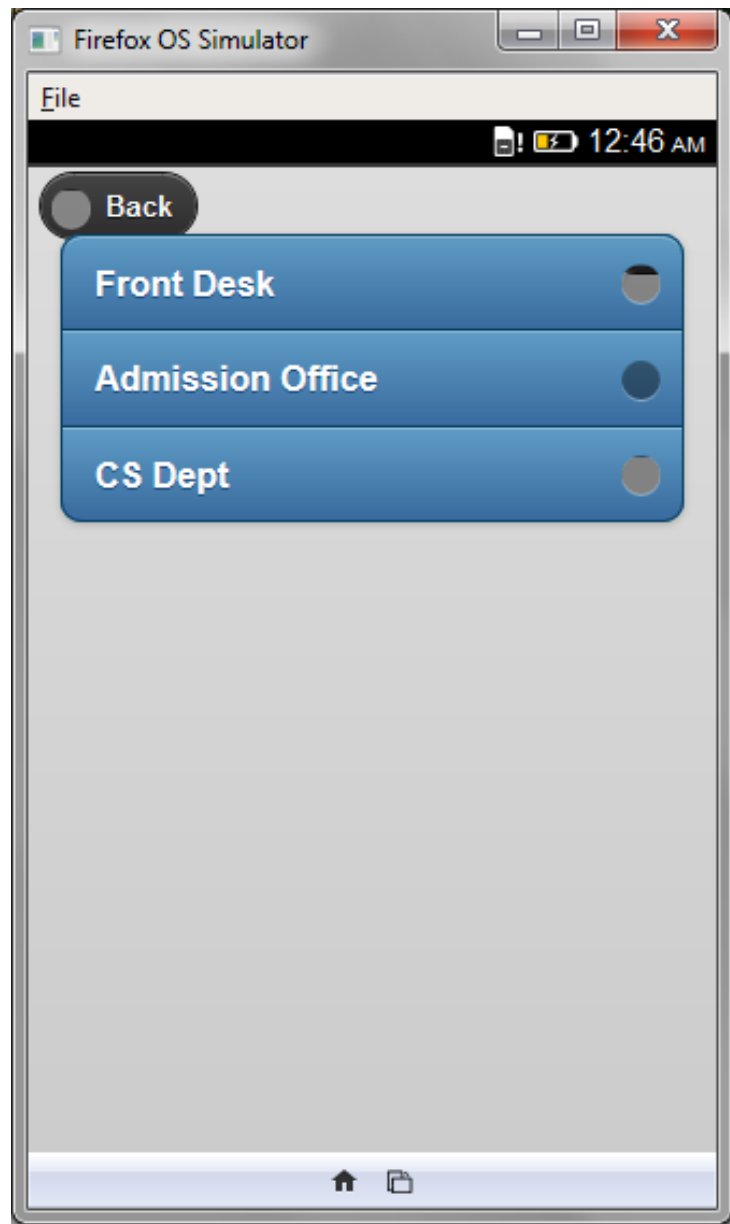 Firefox OS Simulator
File
12:46 AM
Back
Front Desk
Admission Office
CS Dept